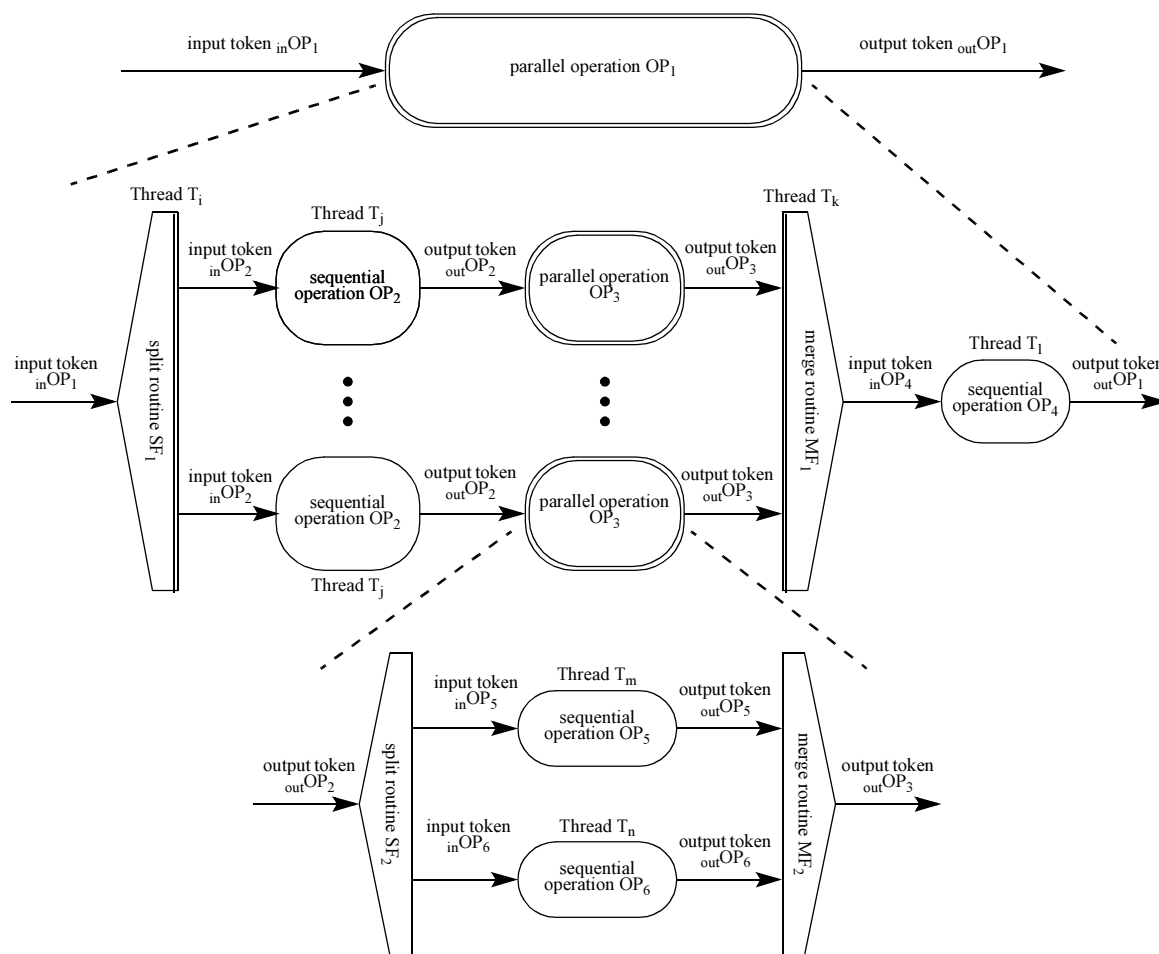 input token inOP1
output token outOP1
parallel operation OP1
Thread Ti
Thread Tk
Thread Tj
input token
inOP2
output token
outOP2
output token
outOP3
sequential
operation OP2
parallel operation
OP3
split routine SF1
merge routine MF1
input token
inOP1
input token
inOP4
Thread Tl
output token
outOP1
sequential
operation OP4
input token
inOP2
output token
outOP2
output token
outOP3
sequential
operation OP2
parallel operation
OP3
Thread Tj
Thread Tm
input token
inOP5
output token
outOP5
sequential
operation OP5
output token
outOP2
split routine SF2
merge routine MF2
output token
outOP3
input token
inOP6
Thread Tn
output token
outOP6
sequential
operation OP6